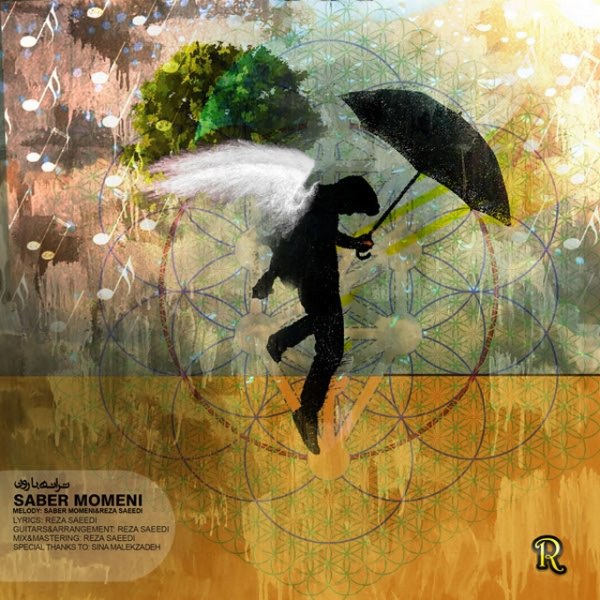 ترانه بارون
SABER MOMENI
MELODY: SABER MOMENI&REZA SAEEDI
LYRICS: REZA SAEEDI
GUITARS&ARRANGEMENT: REZA SAEEDI
MIX&MASTERING: REZA SAEEDI
SPECIAL THANKS TO: SINA MALEKZADEH
R